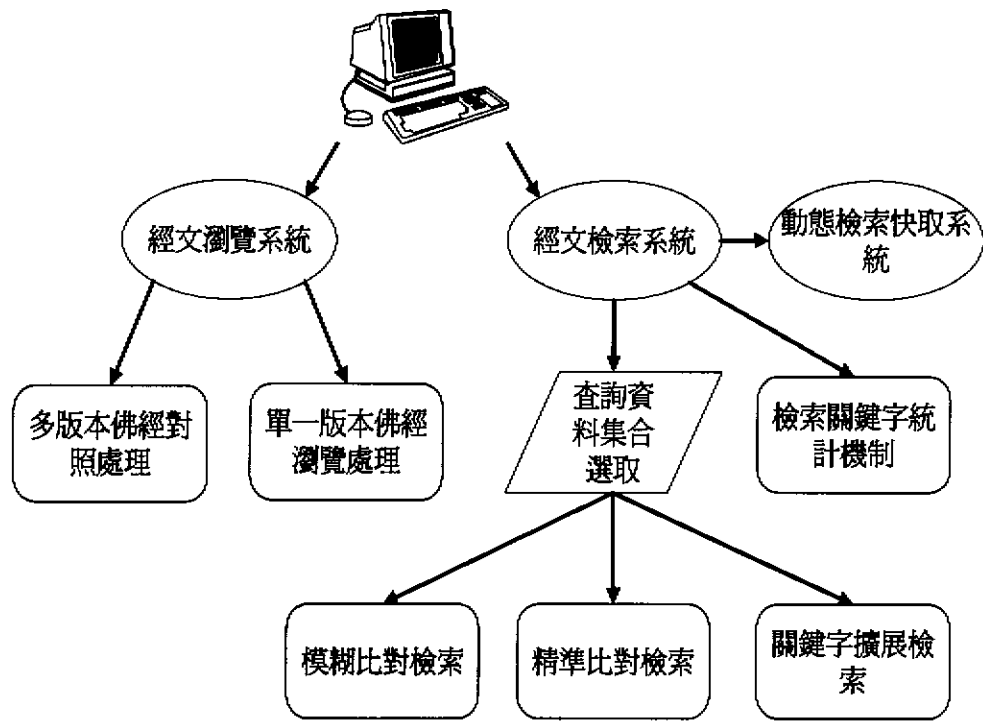 經文瀏覽系統
經文檢索系統
動態檢索快取系
統
多版本佛經對
照處理
單一版本佛經
瀏覽處理
查詢資
料集合
選取
檢索關鍵字統
計機制
模糊比對檢索
精準比對檢索
關鍵字擴展檢
索